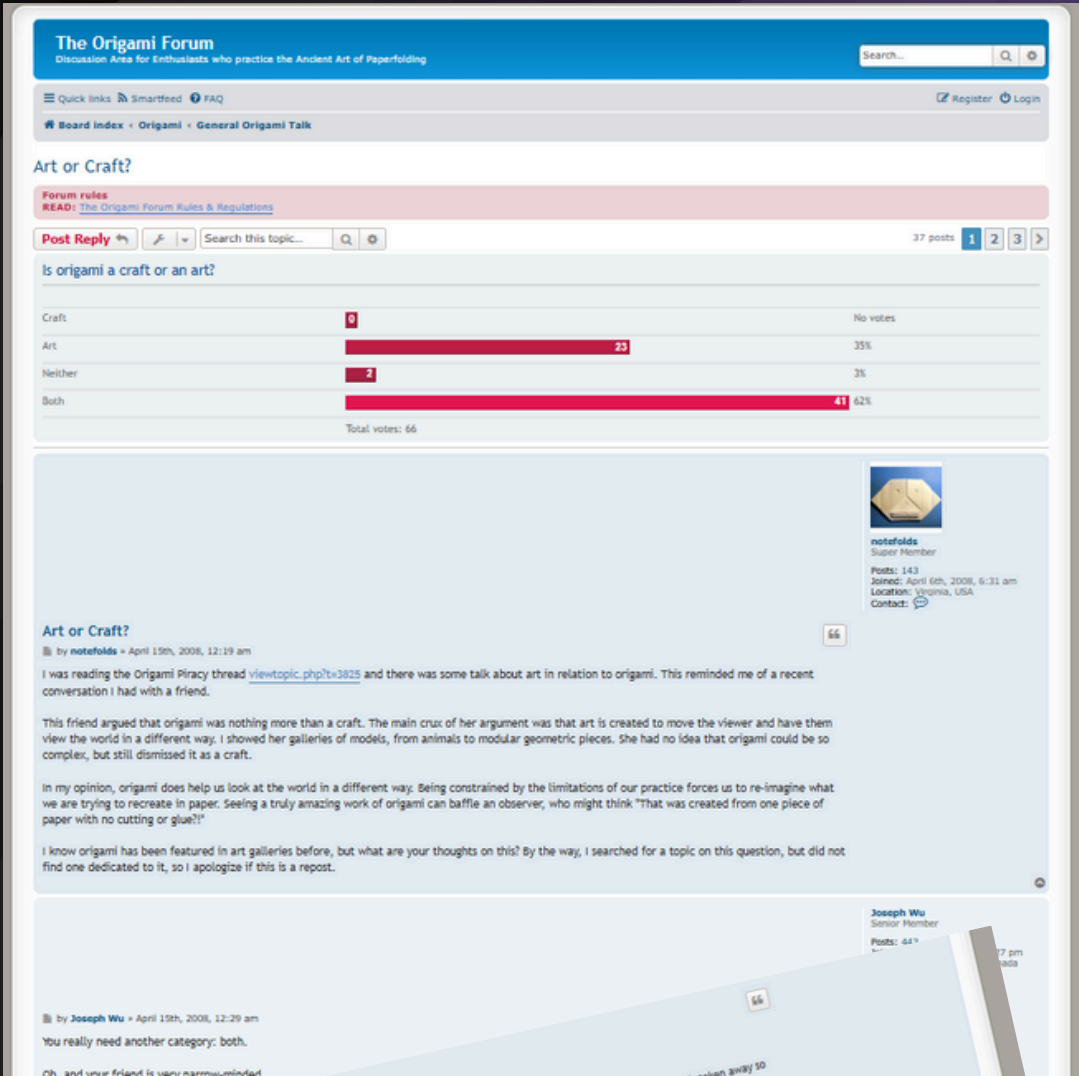 The Origami Forum
Discussion Area for Enthusiasts who practice the Ancient Art of Paperfolding
Search...
Quick links Smartfeed FAQ
Register Login
Board index ‹ Origami ‹ General Origami Talk
Art or Craft?
Forum rules
READ: The Origami Forum Rules & Regulations
Post Reply Search this topic... 37 posts 1 2 3
Is origami a craft or an art?
Craft 0 No votes
Art 23 35%
Neither 2 3%
Both 41 62%
Total votes: 66
notefolds
Super Member
Posts: 143
Joined: April 6th, 2008, 6:31 am
Location: Virginia, USA
Contact:
Art or Craft?
by notefolds » April 15th, 2008, 12:19 am
I was reading the Origami Piracy thread viewtopic.php?t=3825 and there was some talk about art in relation to origami. This reminded me of a recent
conversation I had with a friend.
This friend argued that origami was nothing more than a craft. The main crux of her argument was that art is created to move the viewer and have them
view the world in a different way. I showed her galleries of models, from animals to modular geometric pieces. She had no idea that origami could be so
complex, but still dismissed it as a craft.
In my opinion, origami does help us look at the world in a different way. Being constrained by the limitations of our practice forces us to re-imagine what
we are trying to recreate in paper. Seeing a truly amazing work of origami can baffle an observer, who might think "That was created from one piece of
paper with no cutting or glue?!"
I know origami has been featured in art galleries before, but what are your thoughts on this? By the way, I searched for a topic on this question, but did not
find one dedicated to it, so I apologize if this is a repost.
Joseph Wu
Senior Member
Posts:
pm
by Joseph Wu » April 15th, 2008, 12:29 am
You really need another category: both.
Oh, and your friend is very narrow-minded.
away so